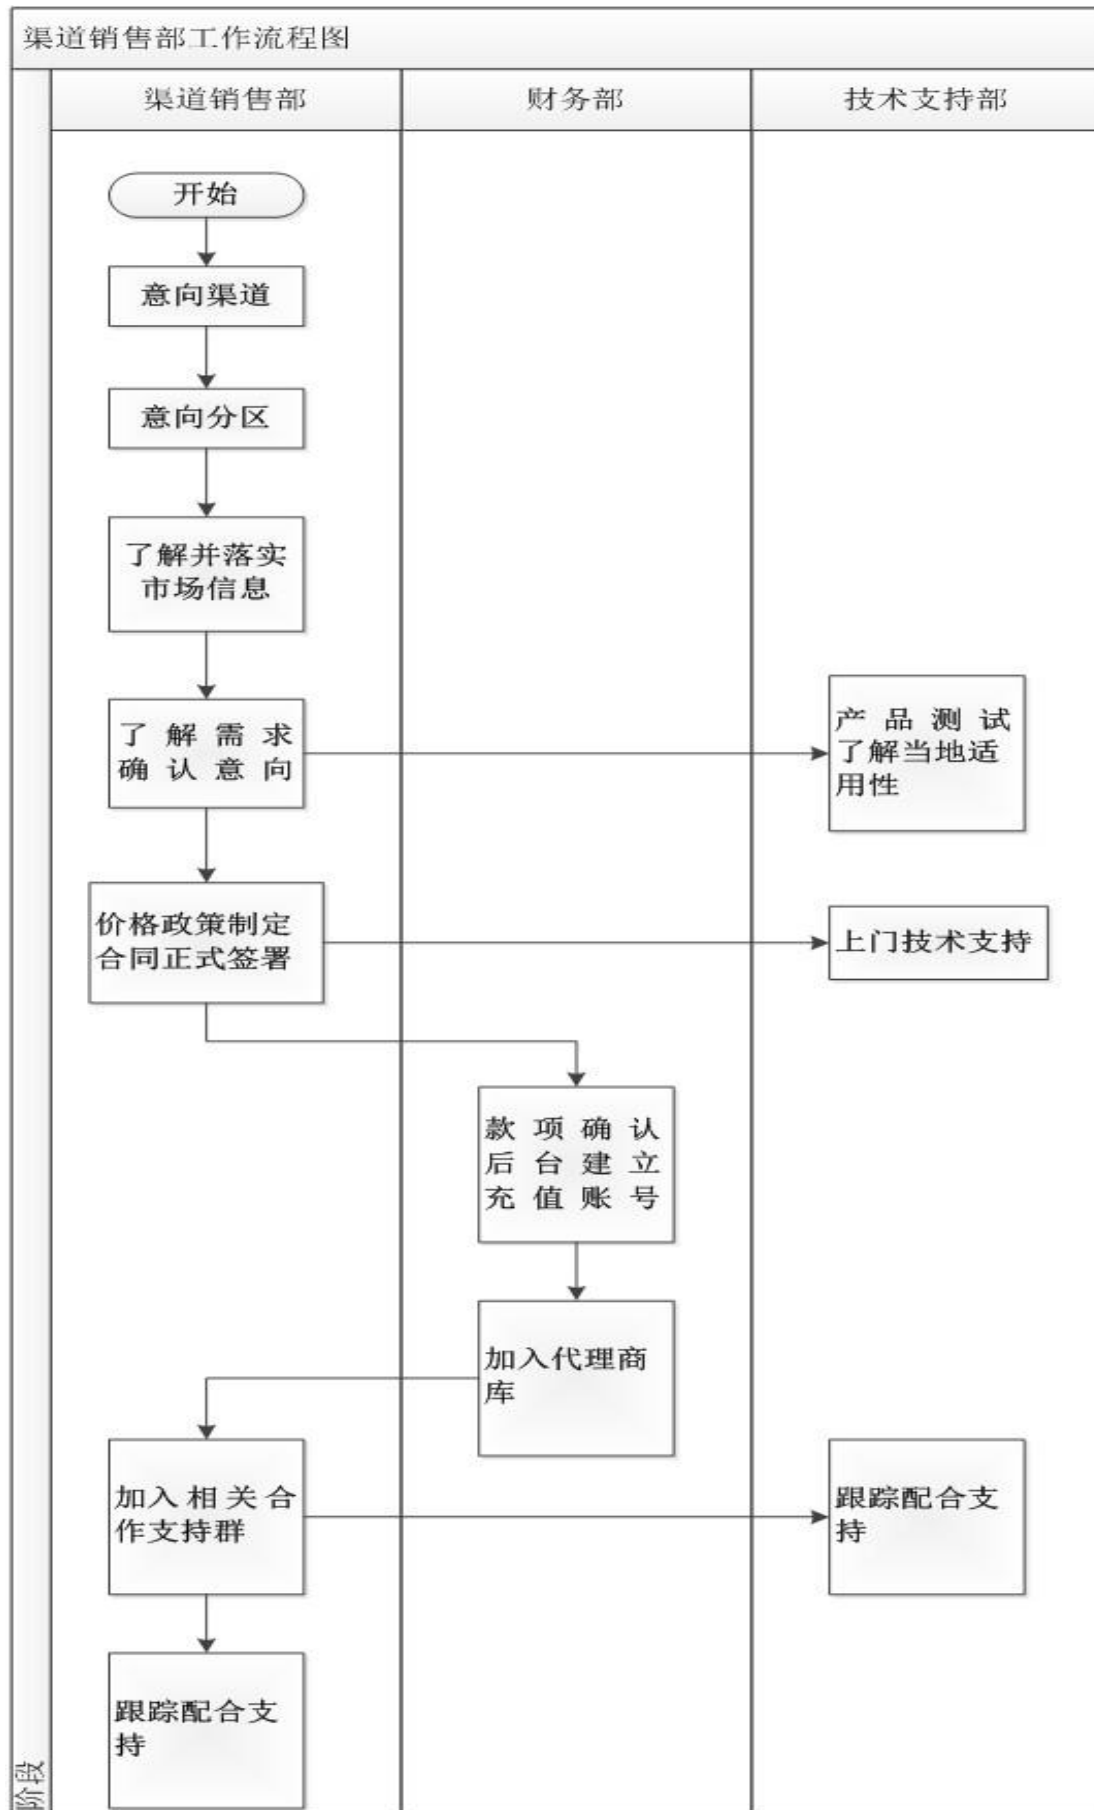 渠道销售部工作流程图
渠道销售部
财务部
技术支持部
开始
意向渠道
意向分区
了解并落实
市场信息
了解需求
确认意向
产品测试
了解当地适
用性
价格政策制定
合同正式签署
上门技术支持
款项确认
后台建立
充值账号
加入代理商
库
加入相关合
作支持群
跟踪配合支
持
跟踪配合支
持
阶段